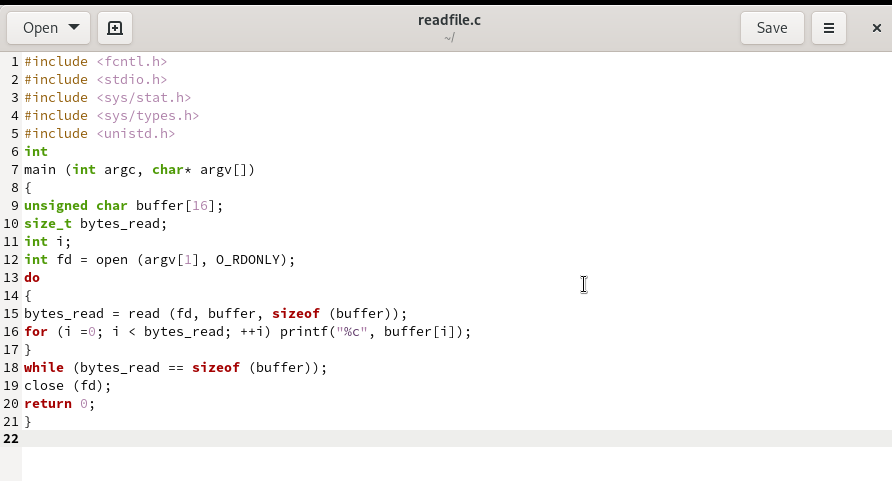 Open
readfile.c
~/
Save
1 #include <fcntl.h>
2 #include <stdio.h>
3 #include <sys/stat.h>
4 #include <sys/types.h>
5 #include <unistd.h>
6 int
7 main (int argc, char* argv[])
8 {
9 unsigned char buffer[16];
10 size_t bytes_read;
11 int i;
12 int fd = open (argv[1], O_RDONLY);
13 do
14 {
15 bytes_read = read (fd, buffer, sizeof (buffer));
16 for (i =0; i < bytes_read; ++i) printf("%c", buffer[i]);
17 }
18 while (bytes_read == sizeof (buffer));
19 close (fd);
20 return 0;
21 }
22